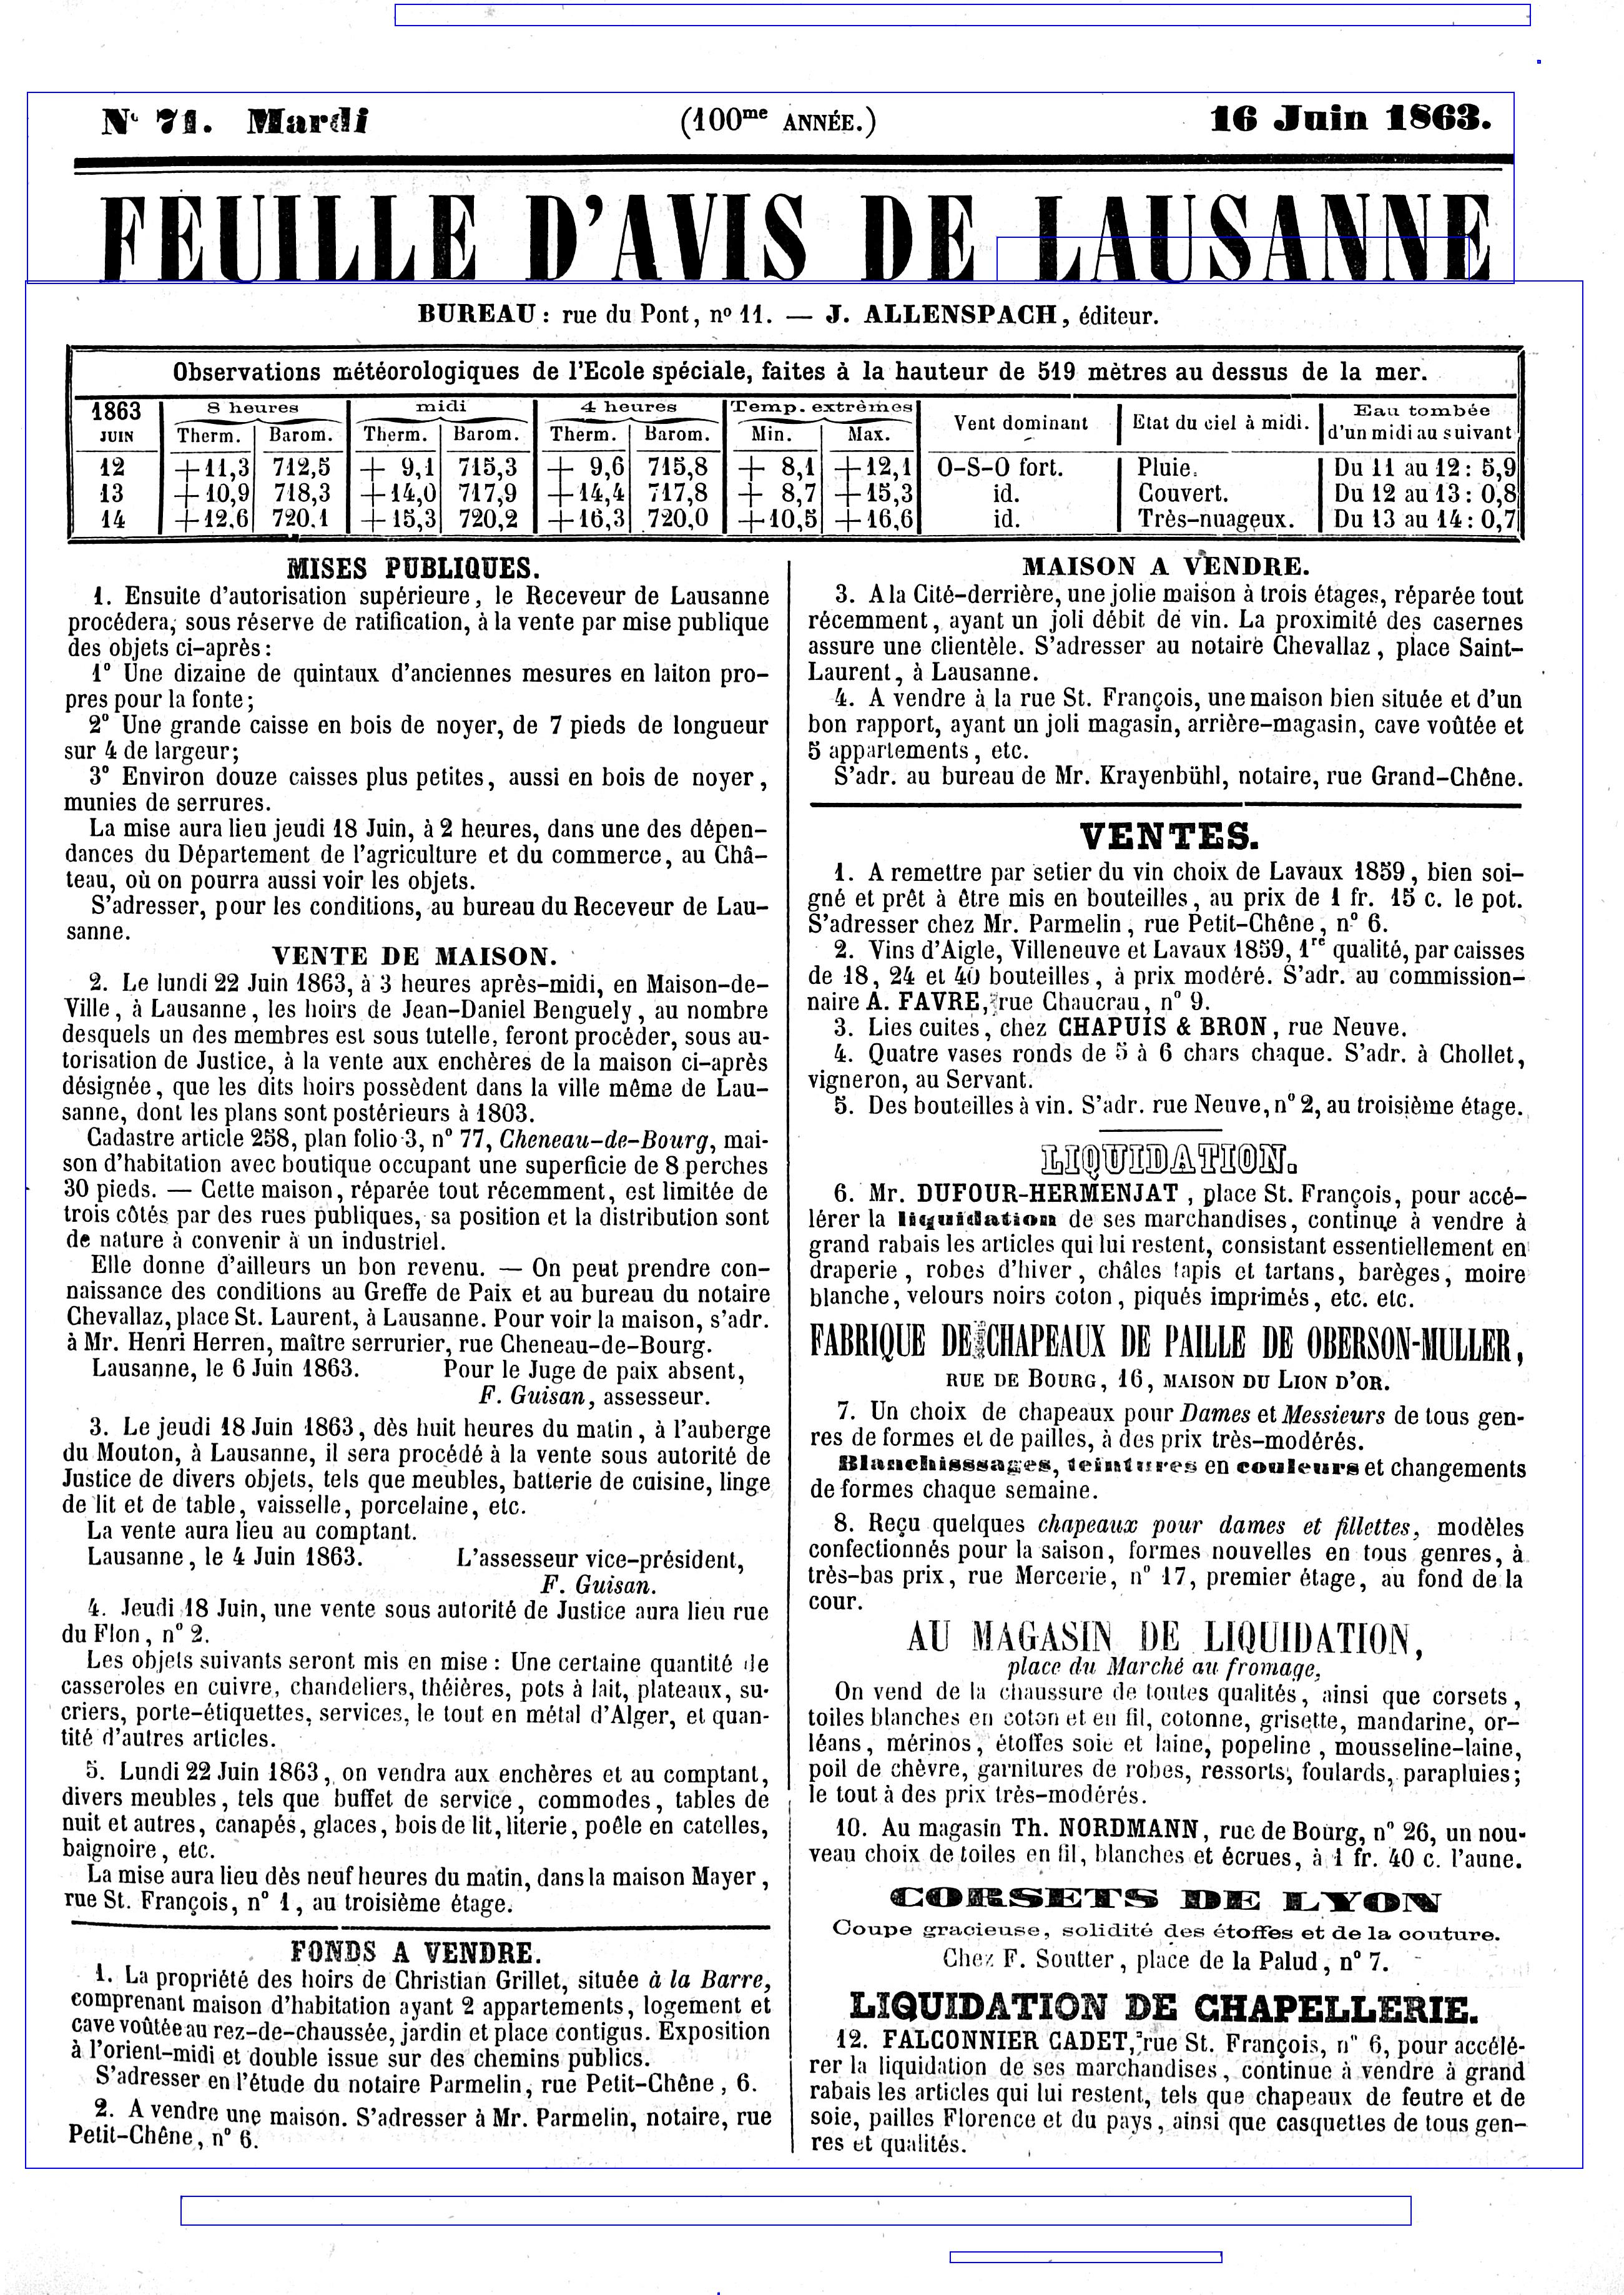 N° 71. Mardi (100me ANNÉE.) 16 Juin 1863.
FEUILLE D'AVIS DE LAUSANNE
BUREAU : rue du Pont, n° 11. — J. ALLENSPACH, éditeur.
Observations météorologiques de l'Ecole spéciale, faites à la hauteur de 519 mètres au dessus de la mer.
1863 8 heures midi 4 heures Temp. extrêmes Vent dominant Etat du ciel à midi. Eau tombée
JUIN Therm. Barom. Therm. Barom. Therm. Barom. Min. Max. d'un midi au suivant
12 +11,3 712,5 + 9,1 715,3 + 9,6 715,8 + 8,1 +12,1 O-S-O fort. Pluie. Du 11 au 12 : 5,9
13 +10,9 718,3 +14,0 717,9 +14,4 717,8 + 8,7 +15,3 id. Couvert. Du 12 au 13 : 0,8
14 +12,6 720,1 +15,3 720,2 +16,3 720,0 +10,5 +16,6 id. Très-nuageux. Du 13 au 14 : 0,7
MISES PUBLIQUES.
1. Ensuite d'autorisation supérieure, le Receveur de Lausanne
procédera, sous réserve de ratification, à la vente par mise publique
des objets ci-après :
1° Une dizaine de quintaux d'anciennes mesures en laiton pro-
pres pour la fonte ;
2° Une grande caisse en bois de noyer, de 7 pieds de longueur
sur 4 de largeur ;
3° Environ douze caisses plus petites, aussi en bois de noyer,
munies de serrures.
La mise aura lieu jeudi 18 Juin, à 2 heures, dans une des dépen-
dances du Département de l'agriculture et du commerce, au Châ-
teau, où on pourra aussi voir les objets.
S'adresser, pour les conditions, au bureau du Receveur de Lau-
sanne.
VENTE DE MAISON.
2. Le lundi 22 Juin 1863, à 3 heures après-midi, en Maison-de-
Ville, à Lausanne, les hoirs de Jean-Daniel Benguely, au nombre
desquels un des membres est sous tutelle, feront procéder, sous au-
torisation de Justice, à la vente aux enchères de la maison ci-après
désignée, que les dits hoirs possèdent dans la ville même de Lau-
sanne, dont les plans sont postérieurs à 1803.
Cadastre article 258, plan folio 3, n° 77, Cheneau-de-Bourg, mai-
son d'habitation avec boutique occupant une superficie de 8 perches
30 pieds. — Cette maison, réparée tout récemment, est limitée de
trois côtés par des rues publiques, sa position et la distribution sont
de nature à convenir à un industriel.
Elle donne d'ailleurs un bon revenu. — On peut prendre con-
naissance des conditions au Greffe de Paix et au bureau du notaire
Chevallaz, place St. Laurent, à Lausanne. Pour voir la maison, s'adr.
à Mr. Henri Herren, maître serrurier, rue Cheneau-de-Bourg.
Lausanne, le 6 Juin 1863. Pour le Juge de paix absent,
F. Guisan, assesseur.
3. Le jeudi 18 Juin 1863, dès huit heures du matin, à l'auberge
du Mouton, à Lausanne, il sera procédé à la vente sous autorité de
Justice de divers objets, tels que meubles, batterie de cuisine, linge
de lit et de table, vaisselle, porcelaine, etc.
La vente aura lieu au comptant.
Lausanne, le 4 Juin 1863. L'assesseur vice-président,
F. Guisan.
4. Jeudi 18 Juin, une vente sous autorité de Justice aura lieu rue
du Flon, n° 2.
Les objets suivants seront mis en mise : Une certaine quantité de
casseroles en cuivre, chandeliers, théières, pots à lait, plateaux, su-
criers, porte-étiquettes, services, le tout en métal d'Alger, et quan-
tité d'autres articles.
5. Lundi 22 Juin 1863, on vendra aux enchères et au comptant,
divers meubles, tels que buffet de service, commodes, tables de
nuit et autres, canapés, glaces, bois de lit, literie, poêle en catelles,
baignoire, etc.
La mise aura lieu dès neuf heures du matin, dans la maison Mayer,
rue St. François, n° 1, au troisième étage.
FONDS A VENDRE.
1. La propriété des hoirs de Christian Grillet, située à la Barre,
comprenant maison d'habitation ayant 2 appartements, logement et
cave voûtée au rez-de-chaussée, jardin et place contigus. Exposition
à l'orient-midi et double issue sur des chemins publics.
S'adresser en l'étude du notaire Parmelin, rue Petit-Chêne, 6.
2. A vendre une maison. S'adresser à Mr. Parmelin, notaire, rue
Petit-Chêne, n° 6.
MAISON A VENDRE.
3. A la Cité-derrière, une jolie maison à trois étages, réparée tout
récemment, ayant un joli débit de vin. La proximité des casernes
assure une clientèle. S'adresser au notaire Chevallaz, place Saint-
Laurent, à Lausanne.
4. A vendre à la rue St. François, une maison bien située et d'un
bon rapport, ayant un joli magasin, arrière-magasin, cave voûtée et
5 appartements, etc.
S'adr. au bureau de Mr. Krayenbühl, notaire, rue Grand-Chêne.
VENTES.
1. A remettre par setier du vin choix de Lavaux 1859, bien soi-
gné et prêt à être mis en bouteilles, au prix de 1 fr. 15 c. le pot.
S'adresser chez Mr. Parmelin, rue Petit-Chêne, n° 6.
2. Vins d'Aigle, Villeneuve et Lavaux 1859, 1re qualité, par caisses
de 18, 24 et 40 bouteilles, à prix modéré. S'adr. au commission-
naire A. FAVRE, rue Chaucrau, n° 9.
3. Lies cuites, chez CHAPUIS & BRON, rue Neuve.
4. Quatre vases ronds de 5 à 6 chars chaque. S'adr. à Chollet,
vigneron, au Servant.
5. Des bouteilles à vin. S'adr. rue Neuve, n° 2, au troisième étage.
LIQUIDATION.
6. Mr. DUFOUR-HERMENJAT, place St. François, pour accé-
lérer la liquidation de ses marchandises, continue à vendre à
grand rabais les articles qui lui restent, consistant essentiellement en
draperie, robes d'hiver, châles tapis et tartans, barèges, moire
blanche, velours noirs coton, piqués imprimés, etc. etc.
FABRIQUE DE CHAPEAUX DE PAILLE DE OBERSON-MULLER,
RUE DE BOURG, 16, MAISON DU LION D'OR.
7. Un choix de chapeaux pour Dames et Messieurs de tous gen-
res de formes et de pailles, à des prix très-modérés.
Blanchisssages, teintures en couleurs et changements
de formes chaque semaine.
8. Reçu quelques chapeaux pour dames et fillettes, modèles
confectionnés pour la saison, formes nouvelles en tous genres, à
très-bas prix, rue Mercerie, n° 17, premier étage, au fond de la
cour.
AU MAGASIN DE LIQUIDATION,
place du Marché au fromage,
On vend de la chaussure de toutes qualités, ainsi que corsets,
toiles blanches en coton et en fil, cotonne, grisette, mandarine, or-
léans, mérinos, étoffes soie et laine, popeline, mousseline-laine,
poil de chèvre, garnitures de robes, ressorts, foulards, parapluies ;
le tout à des prix très-modérés.
10. Au magasin Th. NORDMANN, rue de Bourg, n° 26, un nou-
veau choix de toiles en fil, blanches et écrues, à 1 fr. 40 c. l'aune.
CORSETS DE LYON
Coupe gracieuse, solidité des étoffes et de la couture.
Chez F. Soutter, place de la Palud, n° 7.
LIQUIDATION DE CHAPELLERIE.
12. FALCONNIER CADET, rue St. François, n° 6, pour accélé-
rer la liquidation de ses marchandises, continue à vendre à grand
rabais les articles qui lui restent, tels que chapeaux de feutre et de
soie, pailles Florence et du pays, ainsi que casquettes de tous gen-
res et qualités.